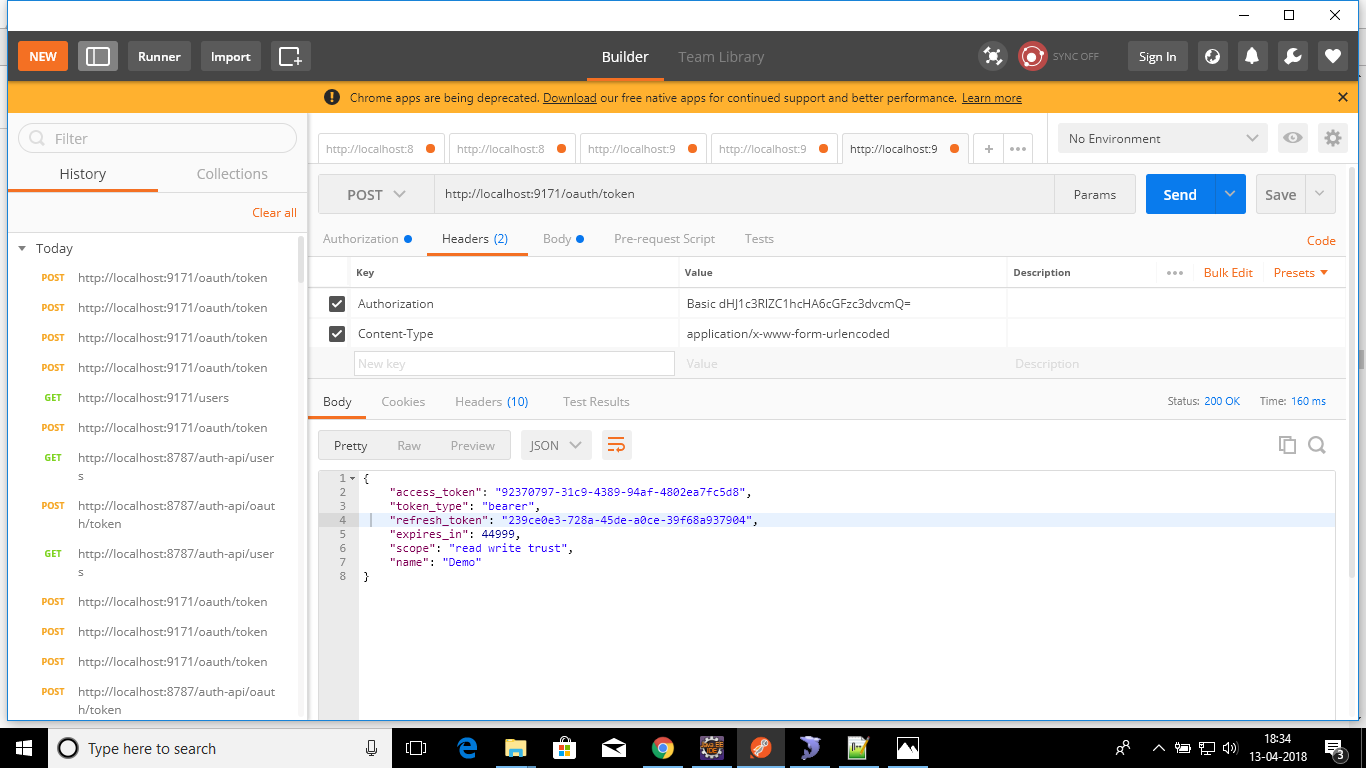 NEW
Runner
Import
Builder
Team Library
SYNC OFF
Sign In
Chrome apps are being deprecated. Download our free native apps for continued support and better performance. Learn more
Filter
History
Collections
Clear all
Today
POST http://localhost:9171/oauth/token
POST http://localhost:9171/oauth/token
POST http://localhost:9171/oauth/token
POST http://localhost:9171/oauth/token
GET http://localhost:9171/users
POST http://localhost:9171/oauth/token
GET http://localhost:8787/auth-api/user
s
POST http://localhost:8787/auth-api/oaut
h/token
GET http://localhost:8787/auth-api/user
s
POST http://localhost:9171/oauth/token
POST http://localhost:9171/oauth/token
POST http://localhost:9171/oauth/token
POST http://localhost:8787/auth-api/oaut
h/token
http://localhost:8 http://localhost:8 http://localhost:9 http://localhost:9 http://localhost:9 + •••
No Environment
POST http://localhost:9171/oauth/token Params Send Save
Authorization Headers (2) Body Pre-request Script Tests Code
Key Value Description ••• Bulk Edit Presets
Authorization Basic dHJ1c3RlZC1hcHA6cGFzc3dvcmQ=
Content-Type application/x-www-form-urlencoded
New key Value Description
Body Cookies Headers (10) Test Results Status: 200 OK Time: 160 ms
Pretty Raw Preview JSON
1 {
2 "access_token": "92370797-31c9-4389-94af-4802ea7fc5d8",
3 "token_type": "bearer",
4 "refresh_token": "239ce0e3-728a-45de-a0ce-39f68a937904",
5 "expires_in": 44999,
6 "scope": "read write trust",
7 "name": "Demo"
8 }
Type here to search
18:34
13-04-2018
3